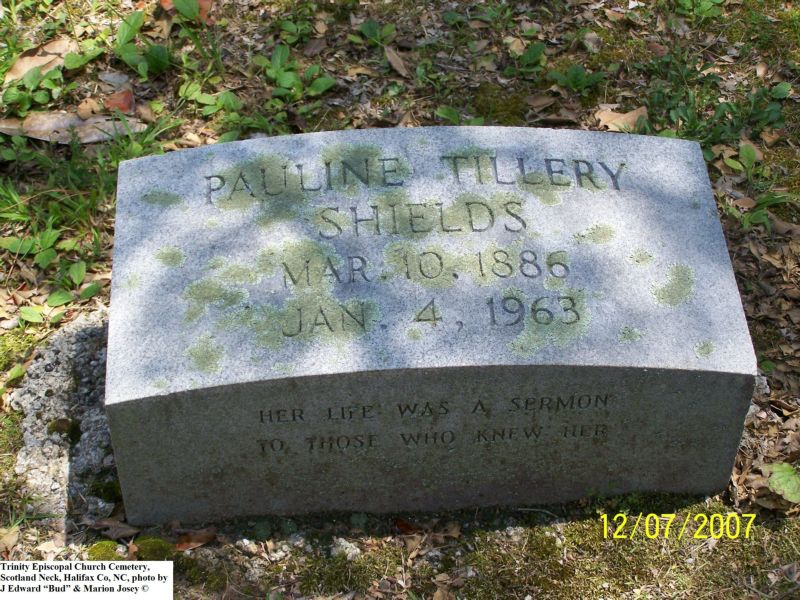 PAULINE TILLERY
SHIELDS
MAR. 10. 1886
JAN. 4, 1963
HER LIFE WAS A SERMON
TO THOSE WHO KNEW HER
12/07/2007
Trinity Episcopal Church Cemetery,
Scotland Neck, Halifax Co, NC, photo by
J Edward “Bud” & Marion Josey ©